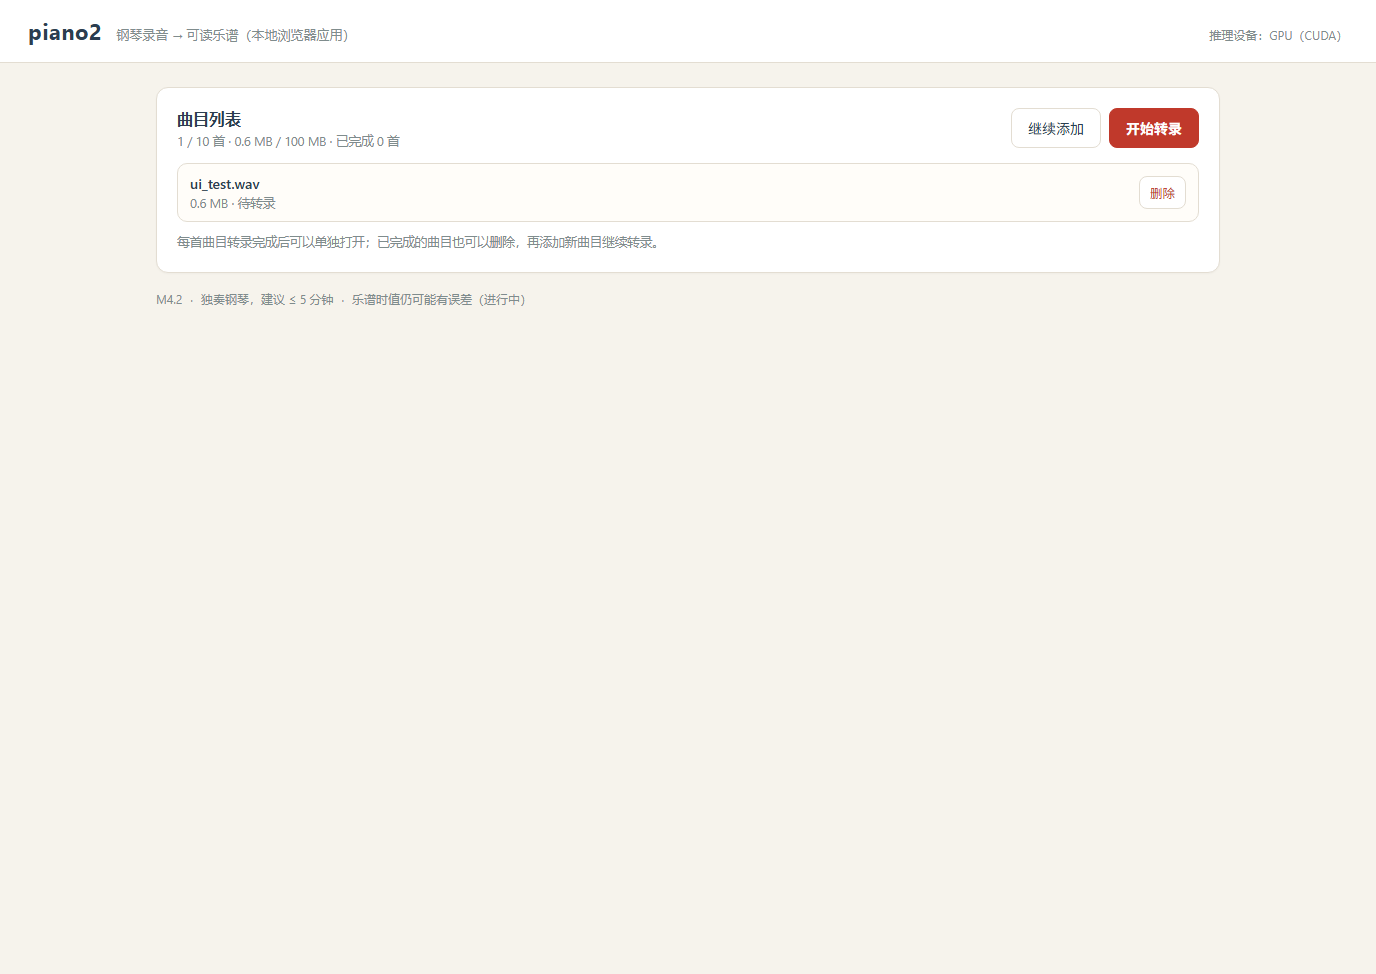 piano2 钢琴录音 → 可读乐谱（本地浏览器应用） 推理设备：GPU（CUDA）
曲目列表
1 / 10 首 · 0.6 MB / 100 MB · 已完成 0 首
继续添加 开始转录
ui_test.wav
0.6 MB · 待转录
删除
每首曲目转录完成后可以单独打开；已完成的曲目也可以删除，再添加新曲目继续转录。
M4.2 · 独奏钢琴，建议 ≤ 5 分钟 · 乐谱时值仍可能有误差（进行中）